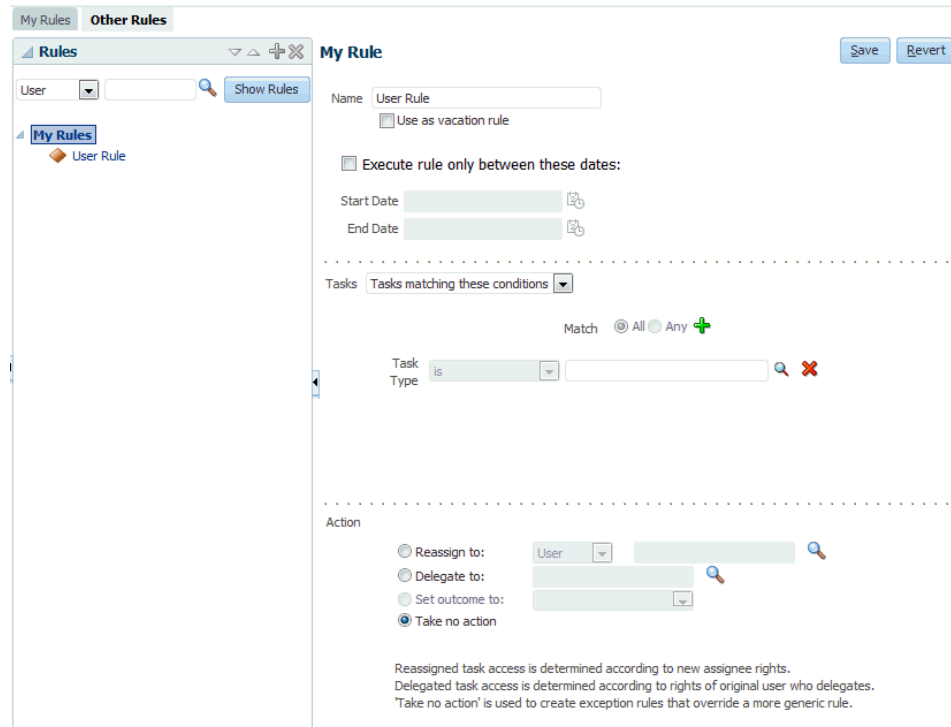 My Rules Other Rules
Rules
User Show Rules
My Rules
User Rule
My Rule Save Revert
Name User Rule
Use as vacation rule
Execute rule only between these dates:
Start Date
End Date
Tasks Tasks matching these conditions
Match All Any
Task Type is
Action
Reassign to: User
Delegate to:
Set outcome to:
Take no action
Reassigned task access is determined according to new assignee rights.
Delegated task access is determined according to rights of original user who delegates.
'Take no action' is used to create exception rules that override a more generic rule.